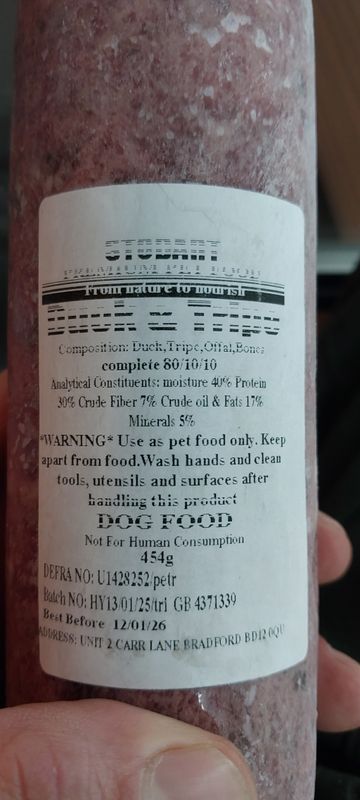 STOBART
PREMIUM PET FOODS
From nature to nourish
Duck & Tripe
Composition: Duck,Tripe,Offal,Bone
complete 80/10/10
Analytical Constituents: moisture 40% Protein
30% Crude Fiber 7% Crude oil & Fats 17%
Minerals 5%
*WARNING* Use as pet food only. Keep
apart from food.Wash hands and clean
tools, utensils and surfaces after
handling this product
DOG FOOD
Not For Human Consumption
454g
DEFRA NO: U1428252/petr
Batch NO: HY13/01/25/tr1 GB 4371339
Best Before 12/01/26
ADDRESS: UNIT 2 CARR LANE BRADFORD BD12 0QU